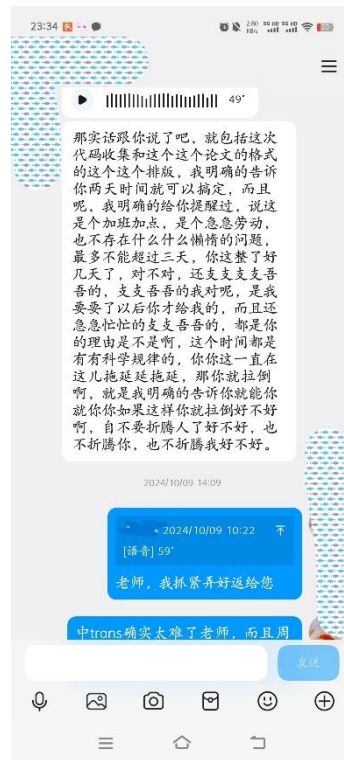 23:34
280 KB/s 5G HD 5G HD
49"
那实话跟你说了吧，就包括这次
代码收集和这个这个论文的格式
的这个这个排版，我明确的告诉
你两天时间就可以搞定，而且
呢，我明确的给你提醒过，说这
是个加班加点，是个急急劳动，
也不存在什么什么懒惰的问题，
最多不能超过三天，你这整了好
几天了，对不对，还支支支支吾
吾的，支支吾吾的我对呢，是我
要要了以后你才给我的，而且还
急急忙忙的支支吾吾的，都是你
的理由是不是啊，这个时间都是
有有科学规律的，你你这一直在
这儿拖延延拖延，那你就拉倒
啊，就是我明确的告诉你就能你
就你你如果这样你就拉倒好不好
啊，自不要折腾人了好不好，也
不折腾你，也不折腾我好不好。
2024/10/09 14:09
2024/10/09 10:22
[语音] 59"
老师，我抓紧弄好返给您
中trans确实太难了老师，而且周
发送